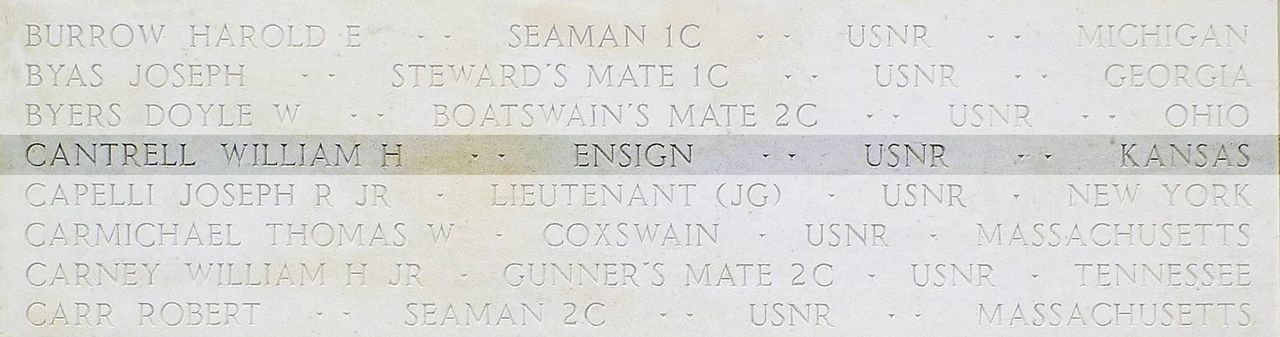 BURROW HAROLD E - - SEAMAN 1C - - USNR - - MICHIGAN
BYAS JOSEPH - - STEWARD'S MATE 1C - - USNR - - GEORGIA
BYERS DOYLE W - - BOATSWAIN'S MATE 2C - - USNR - - OHIO
CANTRELL WILLIAM H - - ENSIGN - - USNR - - KANSAS
CAPELLI JOSEPH R JR - LIEUTENANT (JG) - USNR - NEW YORK
CARMICHAEL THOMAS W - COXSWAIN - USNR - MASSACHUSETTS
CARNEY WILLIAM H JR - GUNNER'S MATE 2C - USNR - TENNESSEE
CARR ROBERT - - SEAMAN 2C - - USNR - - MASSACHUSETTS